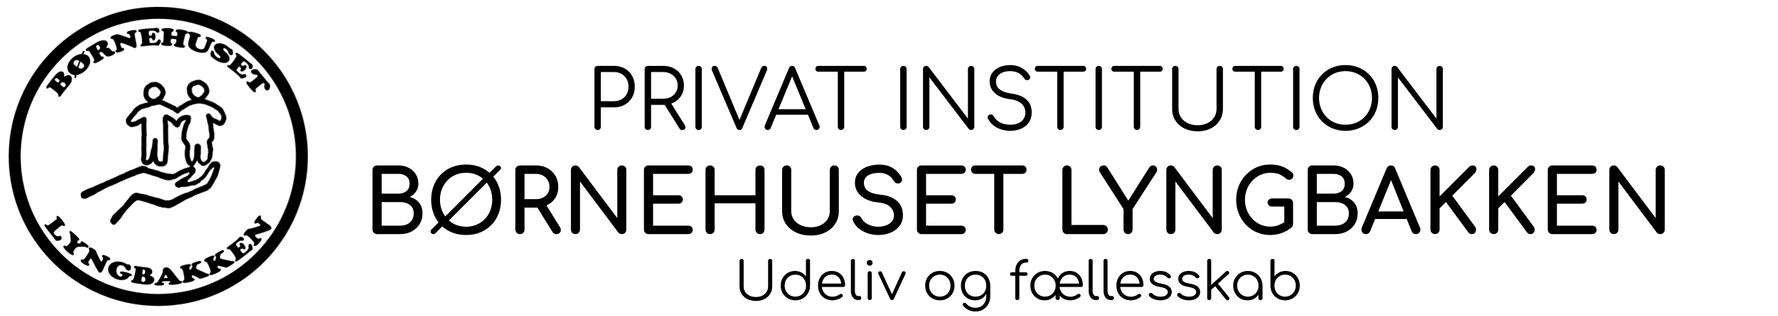 BØRNEHUSET
LYNGBAKKEN
PRIVAT INSTITUTION
BØRNEHUSET LYNGBAKKEN
Udeliv og fællesskab